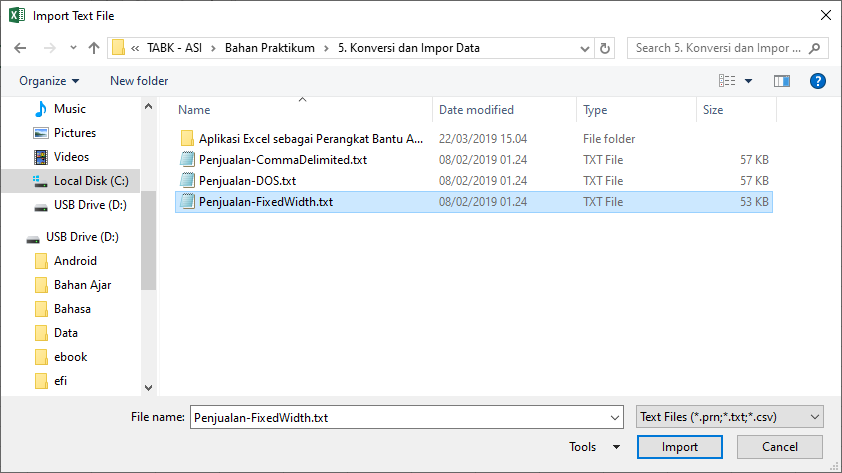 Import Text File
« TABK - ASI > Bahan Praktikum > 5. Konversi dan Impor Data
Search 5. Konversi dan Impor ...
Organize
New folder
Music
Pictures
Videos
Local Disk (C:)
USB Drive (D:)
USB Drive (D:)
Android
Bahan Ajar
Bahasa
Data
ebook
efi
Name Date modified Type Size
Aplikasi Excel sebagai Perangkat Bantu A... 22/03/2019 15.04 File folder
Penjualan-CommaDelimited.txt 08/02/2019 01.24 TXT File 57 KB
Penjualan-DOS.txt 08/02/2019 01.24 TXT File 57 KB
Penjualan-FixedWidth.txt 08/02/2019 01.24 TXT File 53 KB
File name: Penjualan-FixedWidth.txt
Text Files (*.prn;*.txt;*.csv)
Tools
Import
Cancel